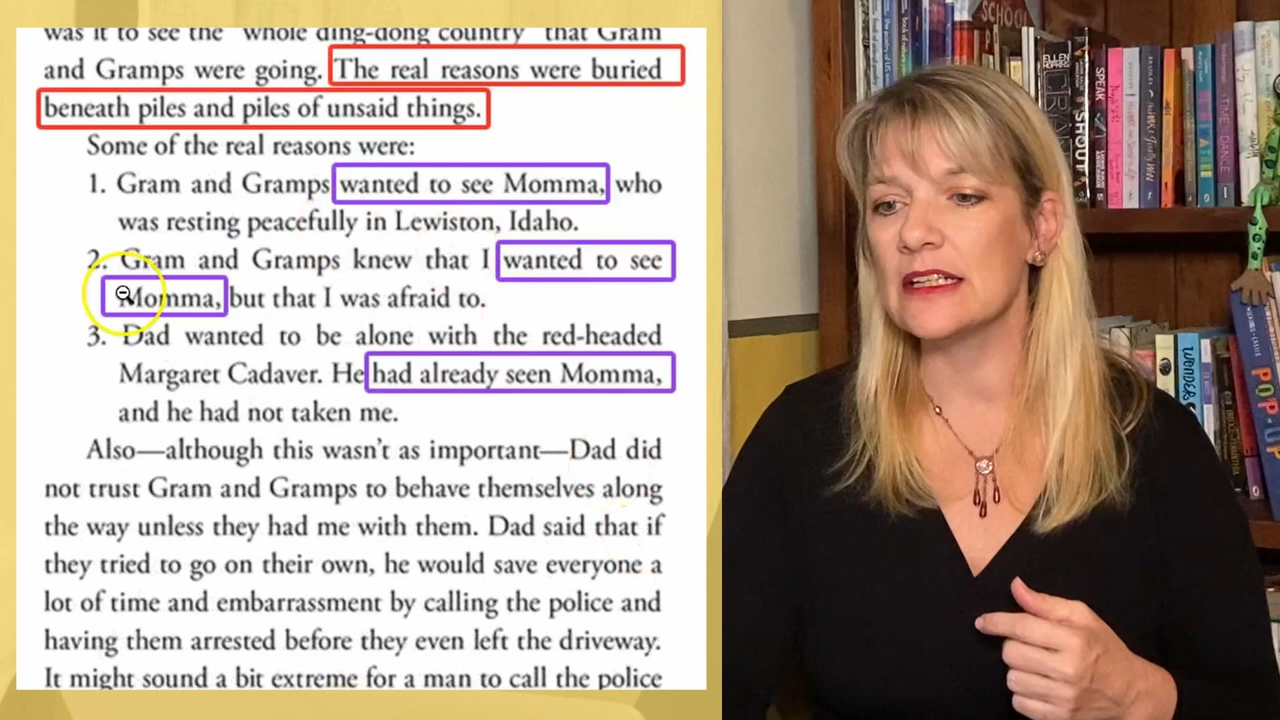 was it to see the "whole ding-dong country" that Gram
and Gramps were going. The real reasons were buried
beneath piles and piles of unsaid things.
Some of the real reasons were:
1. Gram and Gramps wanted to see Momma, who
was resting peacefully in Lewiston, Idaho.
2. Gram and Gramps knew that I wanted to see
Momma, but that I was afraid to.
3. Dad wanted to be alone with the red-headed
Margaret Cadaver. He had already seen Momma,
and he had not taken me.
Also—although this wasn't as important—Dad did
not trust Gram and Gramps to behave themselves along
the way unless they had me with them. Dad said that if
they tried to go on their own, he would save everyone a
lot of time and embarrassment by calling the police and
having them arrested before they even left the driveway.
It might sound a bit extreme for a man to call the police
SCHOOL
ELLEN
SPEAK
SHOUT
WONDER
POP-UP